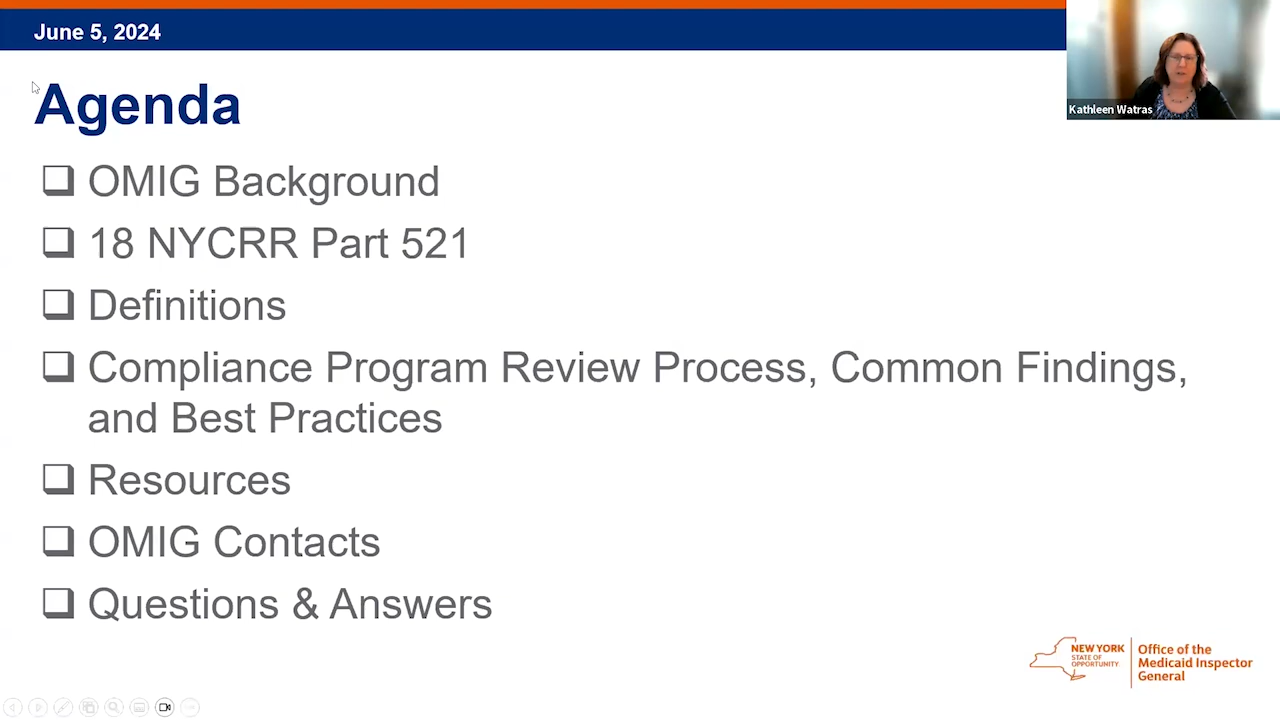 June 5, 2024
Kathleen Watras
Agenda
❑ OMIG Background
❑ 18 NYCRR Part 521
❑ Definitions
❑ Compliance Program Review Process, Common Findings,
and Best Practices
❑ Resources
❑ OMIG Contacts
❑ Questions & Answers
NEW YORK
STATE OF
OPPORTUNITY.
Office of the
Medicaid Inspector
General